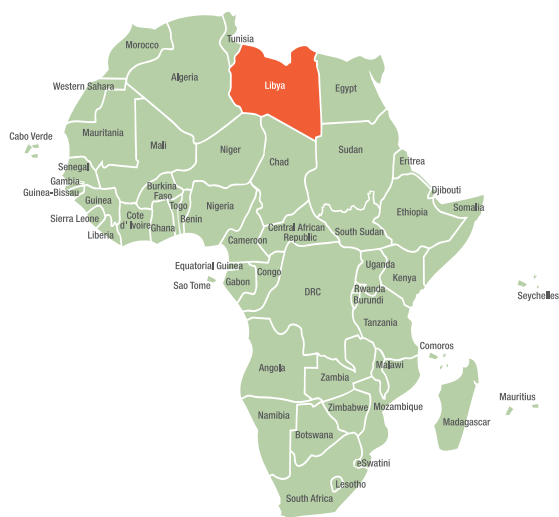 Tunisia
Morocco
Algeria
Libya
Egypt
Western Sahara
Mauritania
Mali
Niger
Chad
Sudan
Eritrea
Cabo Verde
Senegal
Gambia
Guinea-Bissau
Guinea
Sierra Leone
Liberia
Cote
d' Ivoire
Burkina
Faso
Ghana
Togo
Benin
Nigeria
Cameroon
Central African
Republic
South Sudan
Ethiopia
Djibouti
Somalia
Equatorial Guinea
Sao Tome
Gabon
Congo
DRC
Uganda
Kenya
Rwanda
Burundi
Tanzania
Seychelles
Comoros
Angola
Zambia
Malawi
Mozambique
Zimbabwe
Mauritius
Madagascar
Namibia
Botswana
eSwatini
Lesotho
South Africa